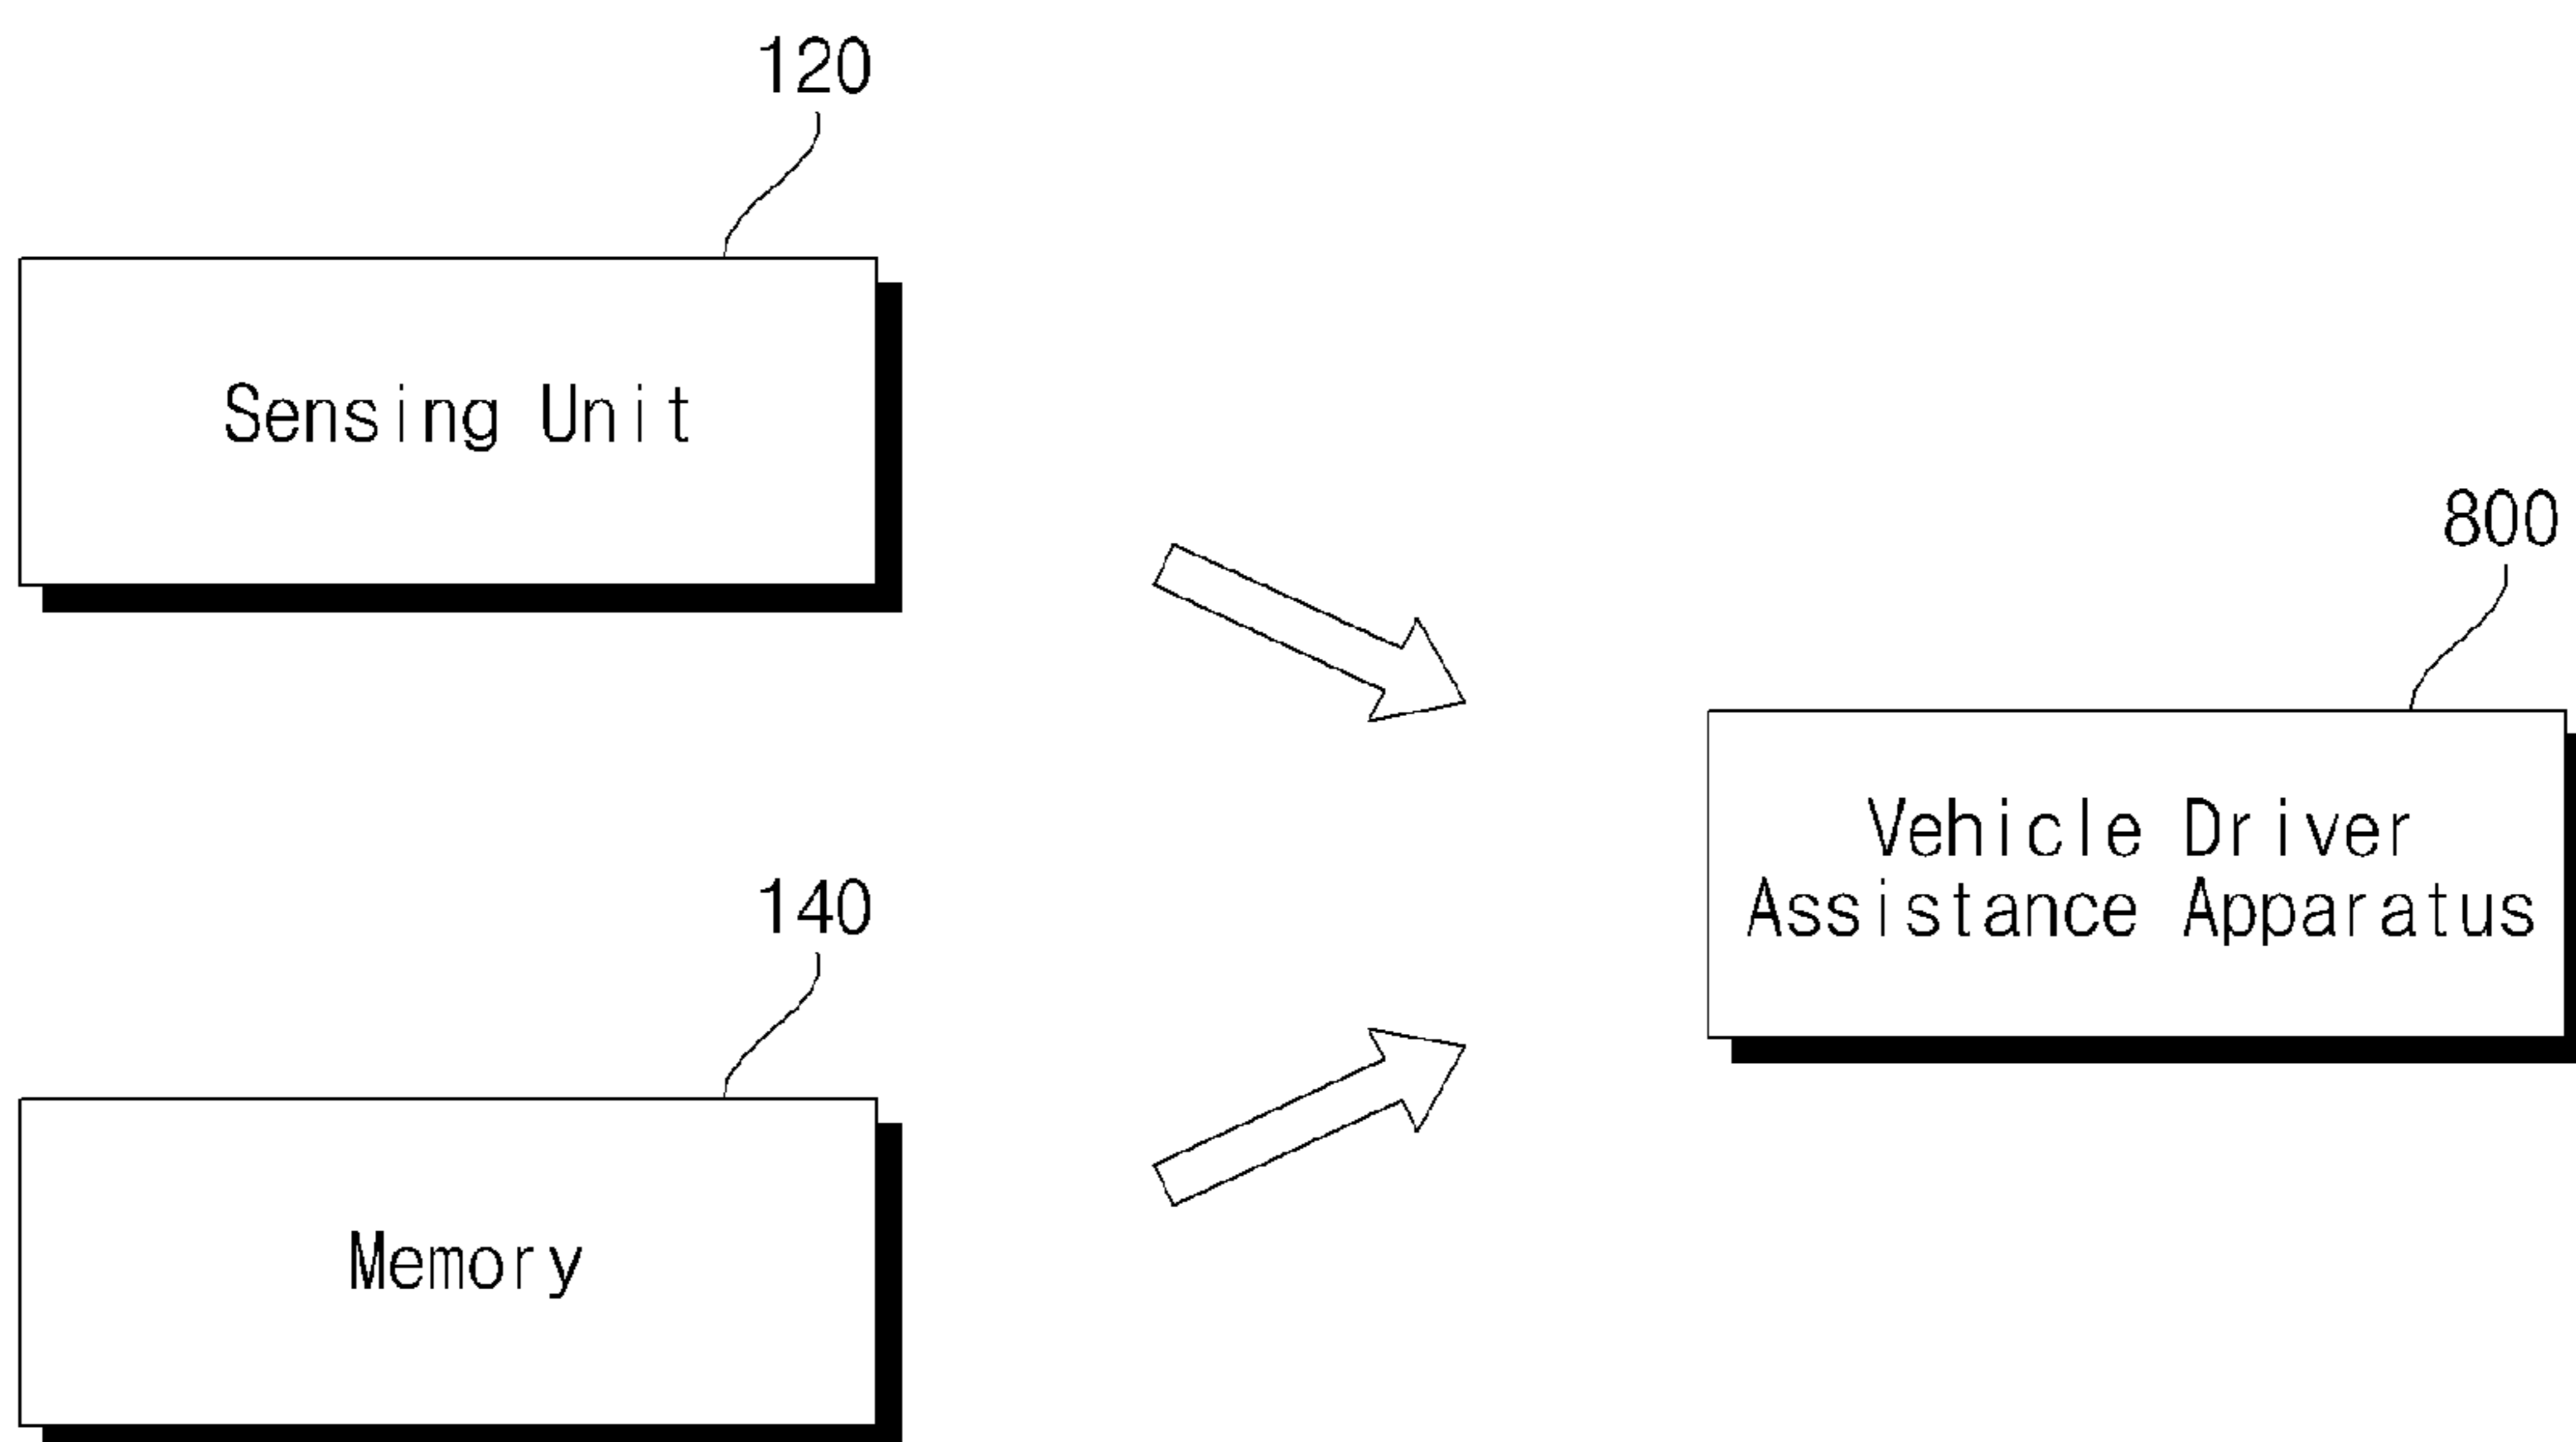 120
Sensing Unit
800
Vehicle Driver
Assistance Apparatus
140
Memory